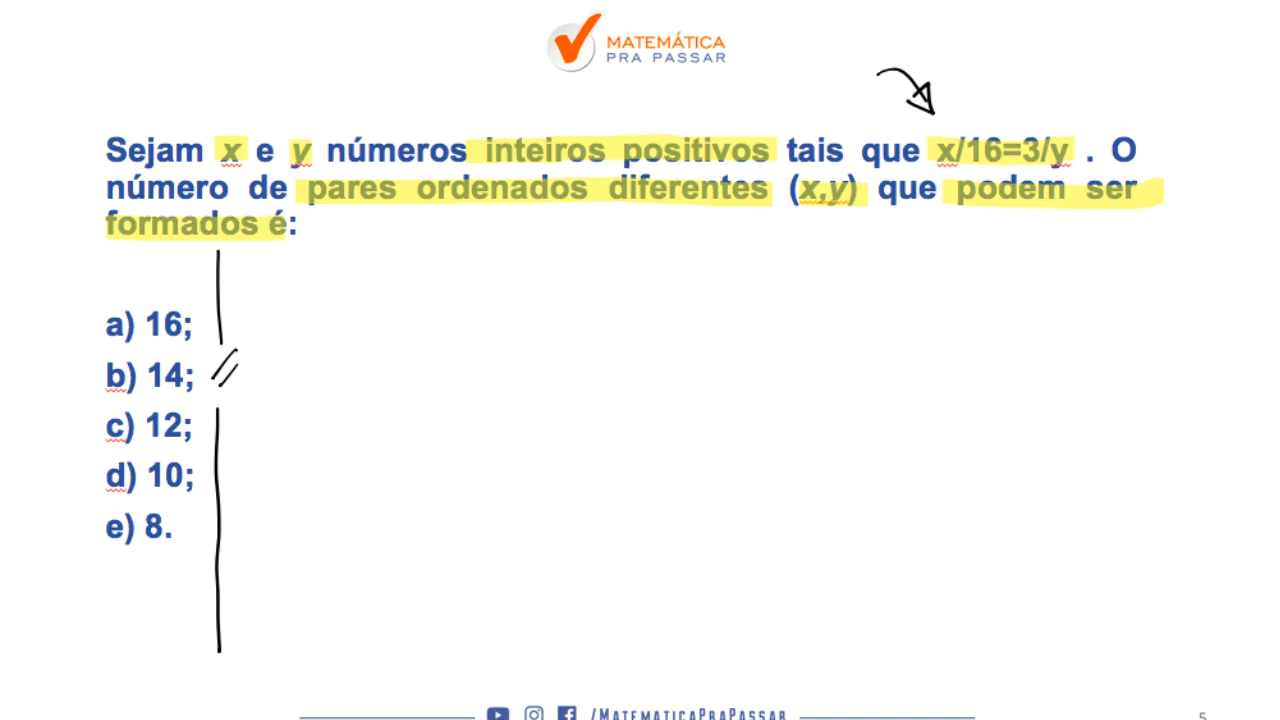 MATEMÁTICA
PRA PASSAR
Sejam x e y números inteiros positivos tais que x/16=3/y . O
número de pares ordenados diferentes (x,y) que podem ser
formados é:
a) 16;
b) 14;
c) 12;
d) 10;
e) 8.
/MATEMATICAPRAPASSAR
5